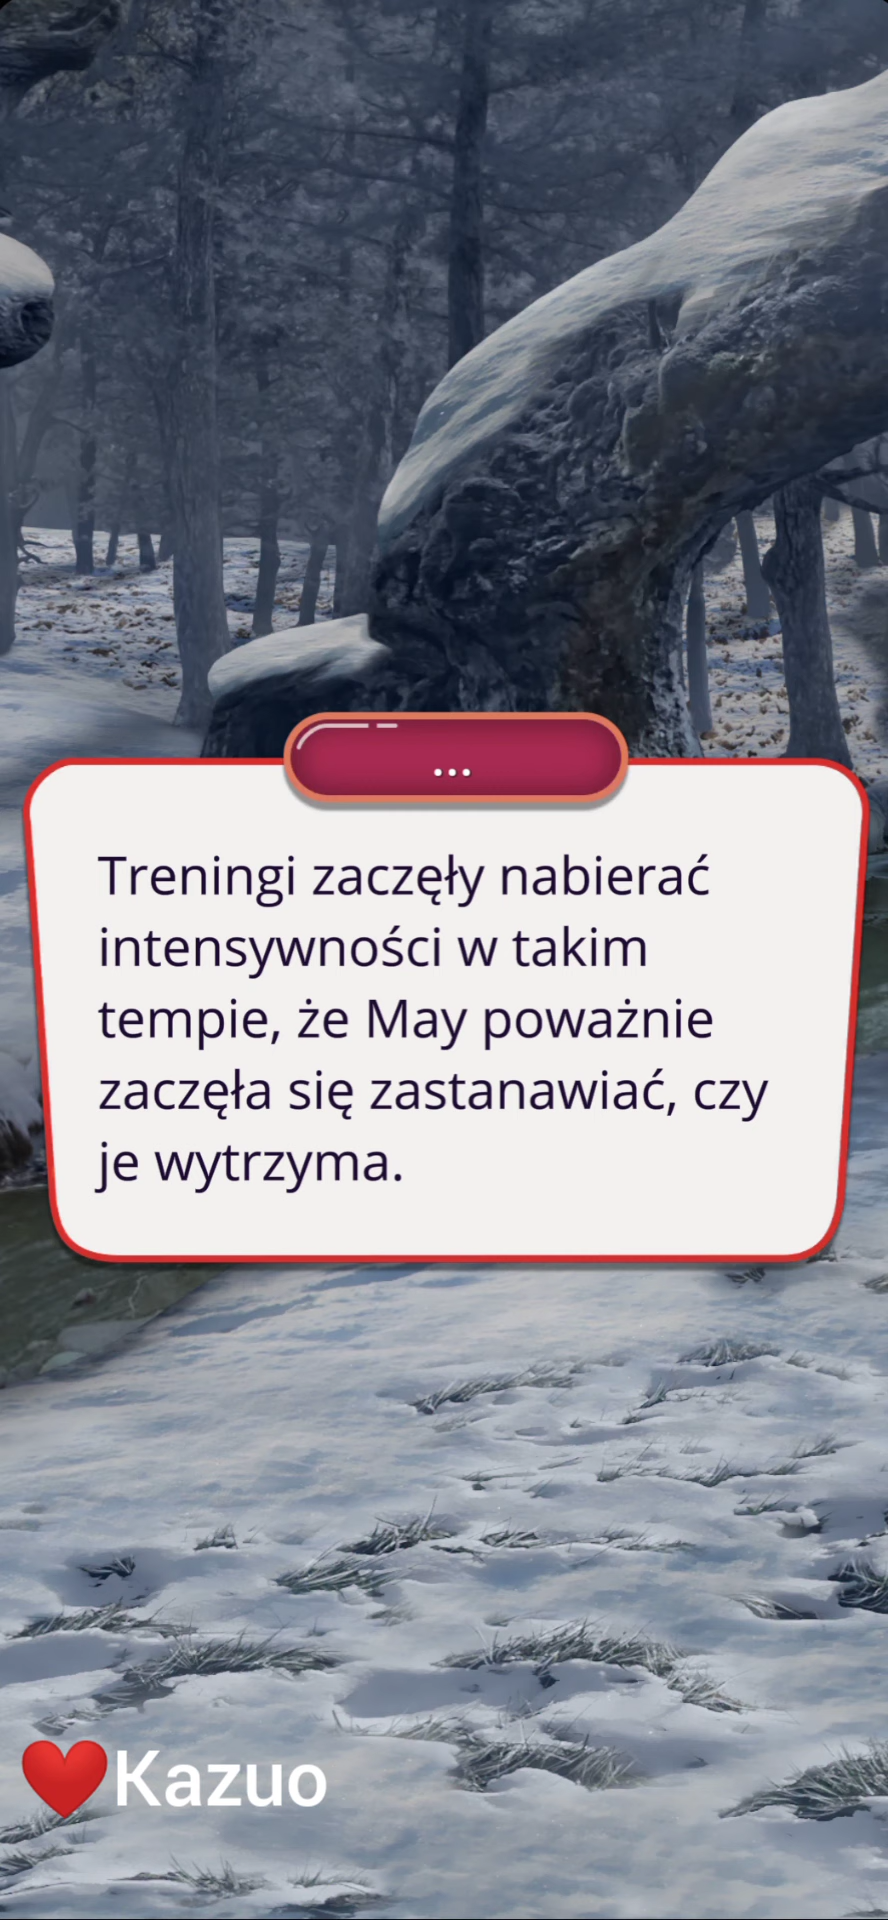 ...
Treningi zaczęły nabierać
intensywności w takim
tempie, że May poważnie
zaczęła się zastanawiać, czy
je wytrzyma.
❤️Kazuo